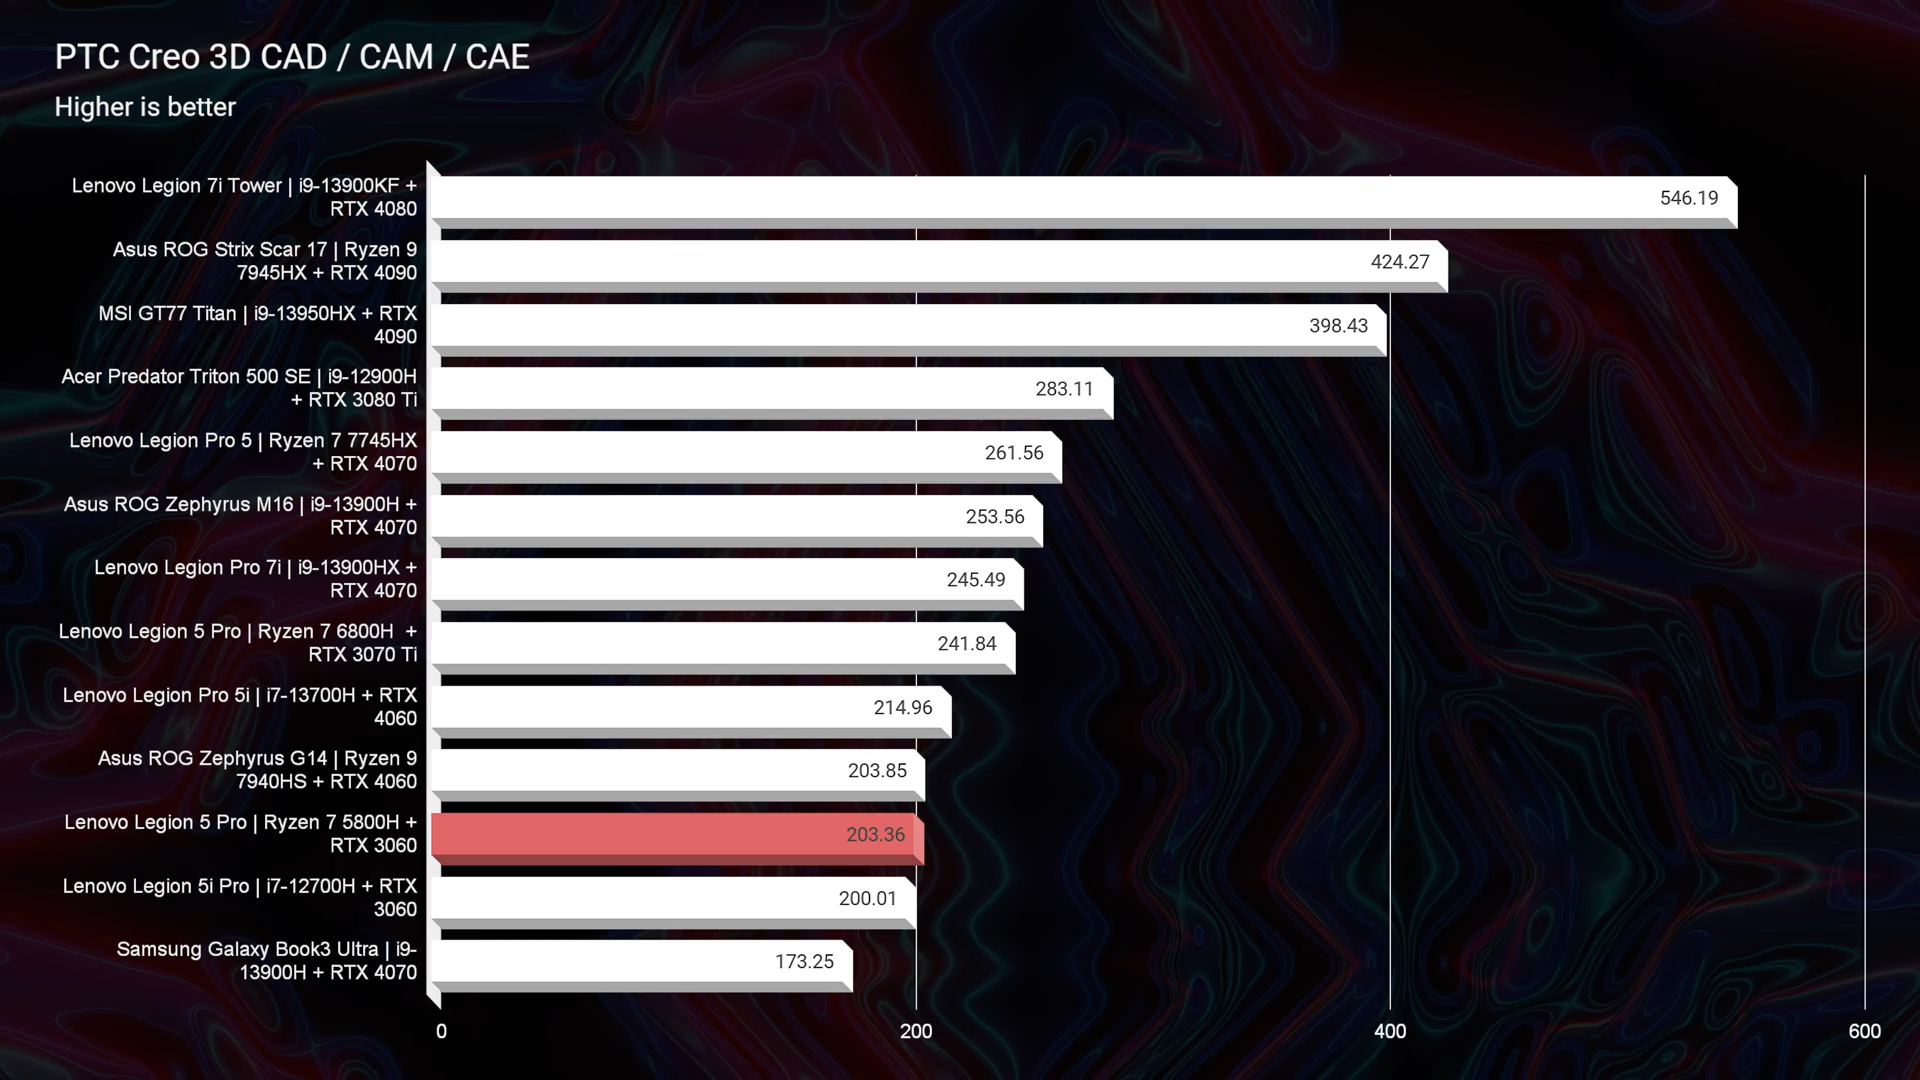 PTC Creo 3D CAD / CAM / CAE
Higher is better
Lenovo Legion 7i Tower | i9-13900KF +
RTX 4080
546.19
Asus ROG Strix Scar 17 | Ryzen 9
7945HX + RTX 4090
424.27
MSI GT77 Titan | i9-13950HX + RTX
4090
398.43
Acer Predator Triton 500 SE | i9-12900H
+ RTX 3080 Ti
283.11
Lenovo Legion Pro 5 | Ryzen 7 7745HX
+ RTX 4070
261.56
Asus ROG Zephyrus M16 | i9-13900H +
RTX 4070
253.56
Lenovo Legion Pro 7i | i9-13900HX +
RTX 4070
245.49
Lenovo Legion 5 Pro | Ryzen 7 6800H +
RTX 3070 Ti
241.84
Lenovo Legion Pro 5i | i7-13700H + RTX
4060
214.96
Asus ROG Zephyrus G14 | Ryzen 9
7940HS + RTX 4060
203.85
Lenovo Legion 5 Pro | Ryzen 7 5800H +
RTX 3060
203.36
Lenovo Legion 5i Pro | i7-12700H + RTX
3060
200.01
Samsung Galaxy Book3 Ultra | i9-
13900H + RTX 4070
173.25
0 200 400 600